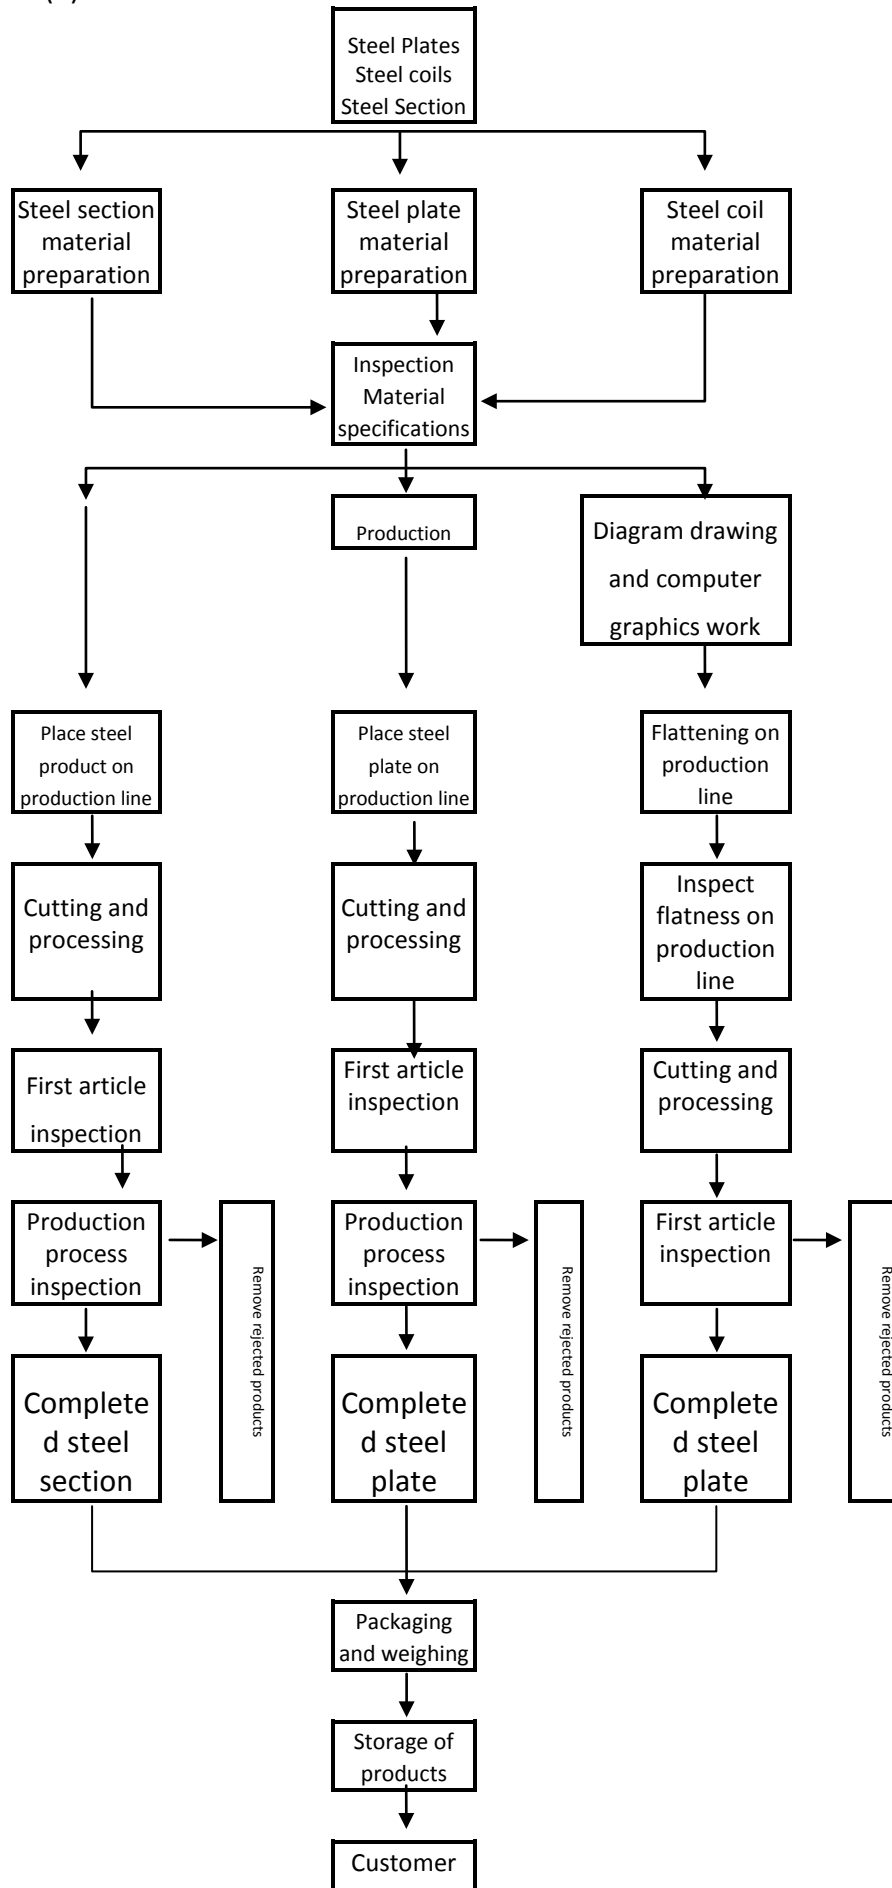 Steel Plates
Steel coils
Steel Section
Steel section
material
preparation
Steel plate
material
preparation
Steel coil
material
preparation
Inspection
Material
specifications
Production
Diagram drawing
and computer
graphics work
Place steel
product on
production line
Place steel
plate on
production line
Flattening on
production
line
Cutting and
processing
Cutting and
processing
Inspect
flatness on
production
line
First article
inspection
First article
inspection
Cutting and
processing
Production
process
inspection
Remove rejected products
Production
process
inspection
Remove rejected products
First article
inspection
Remove rejected products
Complete
d steel
section
Complete
d steel
plate
Complete
d steel
plate
Packaging
and weighing
Storage of
products
Customer